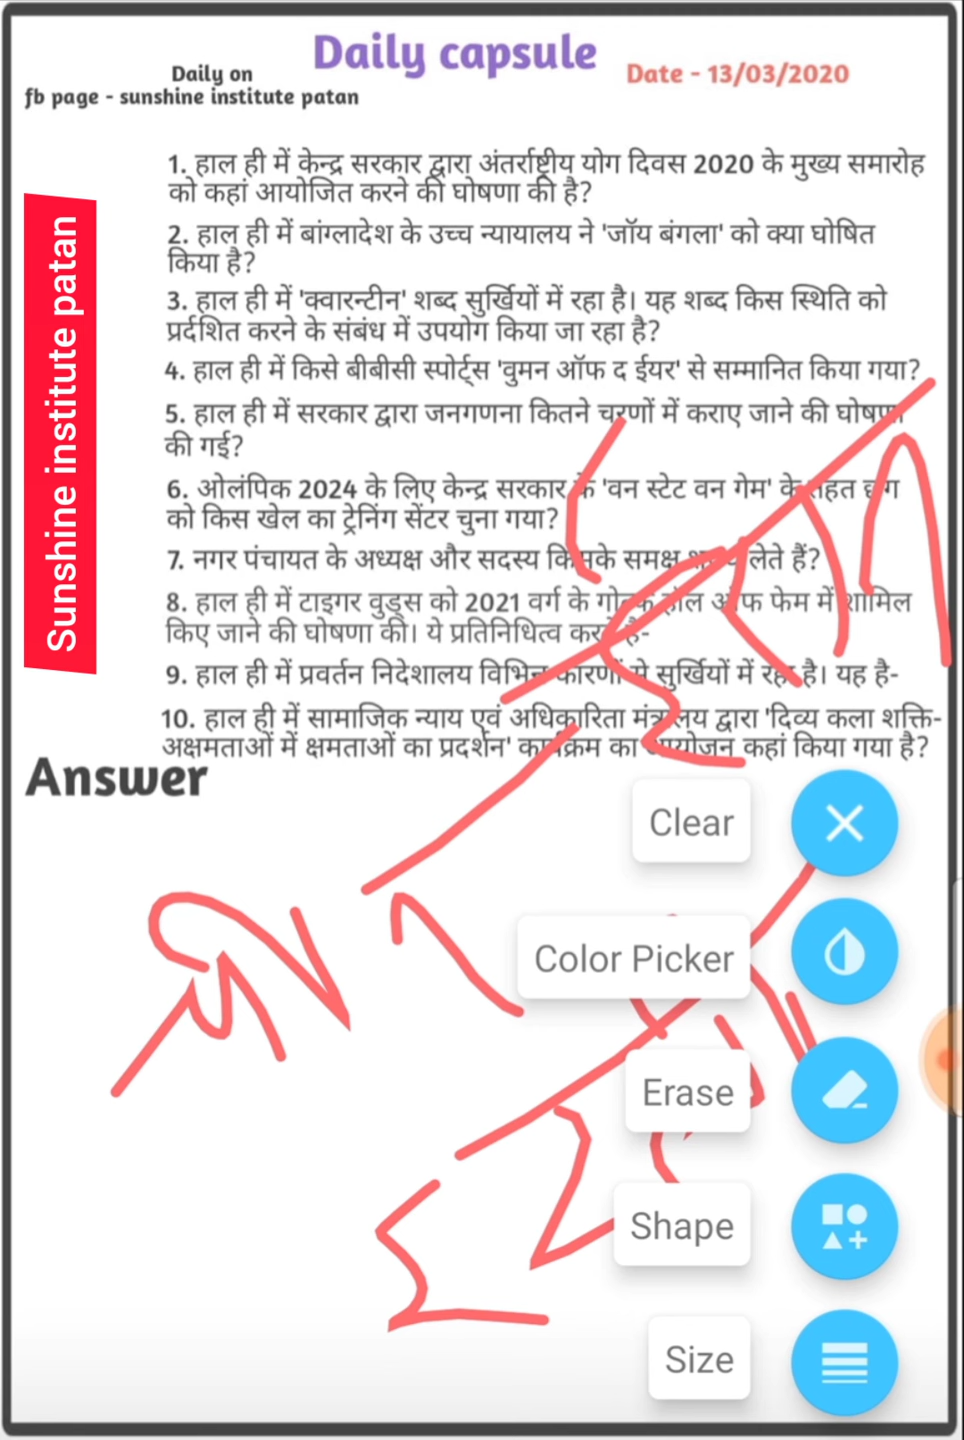 Daily capsule
Daily on
fb page - sunshine institute patan
Date - 13/03/2020
Sunshine institute patan
1. हाल ही में केन्द्र सरकार द्वारा अंतर्राष्ट्रीय योग दिवस 2020 के मुख्य समारोह
को कहां आयोजित करने की घोषणा की है?
2. हाल ही में बांग्लादेश के उच्च न्यायालय ने 'जॉय बंगला' को क्या घोषित
किया है?
3. हाल ही में 'क्वारन्टीन' शब्द सुर्खियों में रहा है। यह शब्द किस स्थिति को
प्रर्दशित करने के संबंध में उपयोग किया जा रहा है?
4. हाल ही में किसे बीबीसी स्पोर्ट्स 'वुमन ऑफ द ईयर' से सम्मानित किया गया?
5. हाल ही में सरकार द्वारा जनगणना कितने चरणों में कराए जाने की घोषणा
की गई?
6. ओलंपिक 2024 के लिए केन्द्र सरकार के 'वन स्टेट वन गेम' के तहत
को किस खेल का ट्रेनिंग सेंटर चुना गया?
7. नगर पंचायत के अध्यक्ष और सदस्य किसके समक्ष शपथ लेते हैं?
8. हाल ही में टाइगर वुड्स को 2021 वर्ग के गोल्फ हॉल ऑफ फेम में शामिल
किए जाने की घोषणा की। ये प्रतिनिधित्व करते है-
9. हाल ही में प्रवर्तन निदेशालय विभिन्न कारणों से सुर्खियों में रहा है। यह है-
10. हाल ही में सामाजिक न्याय एवं अधिकारिता मंत्रालय द्वारा 'दिव्य कला शक्ति-
अक्षमताओं में क्षमताओं का प्रदर्शन' कार्यक्रम का आयोजन कहां किया गया है?
Answer
Clear
Color Picker
Erase
Shape
Size